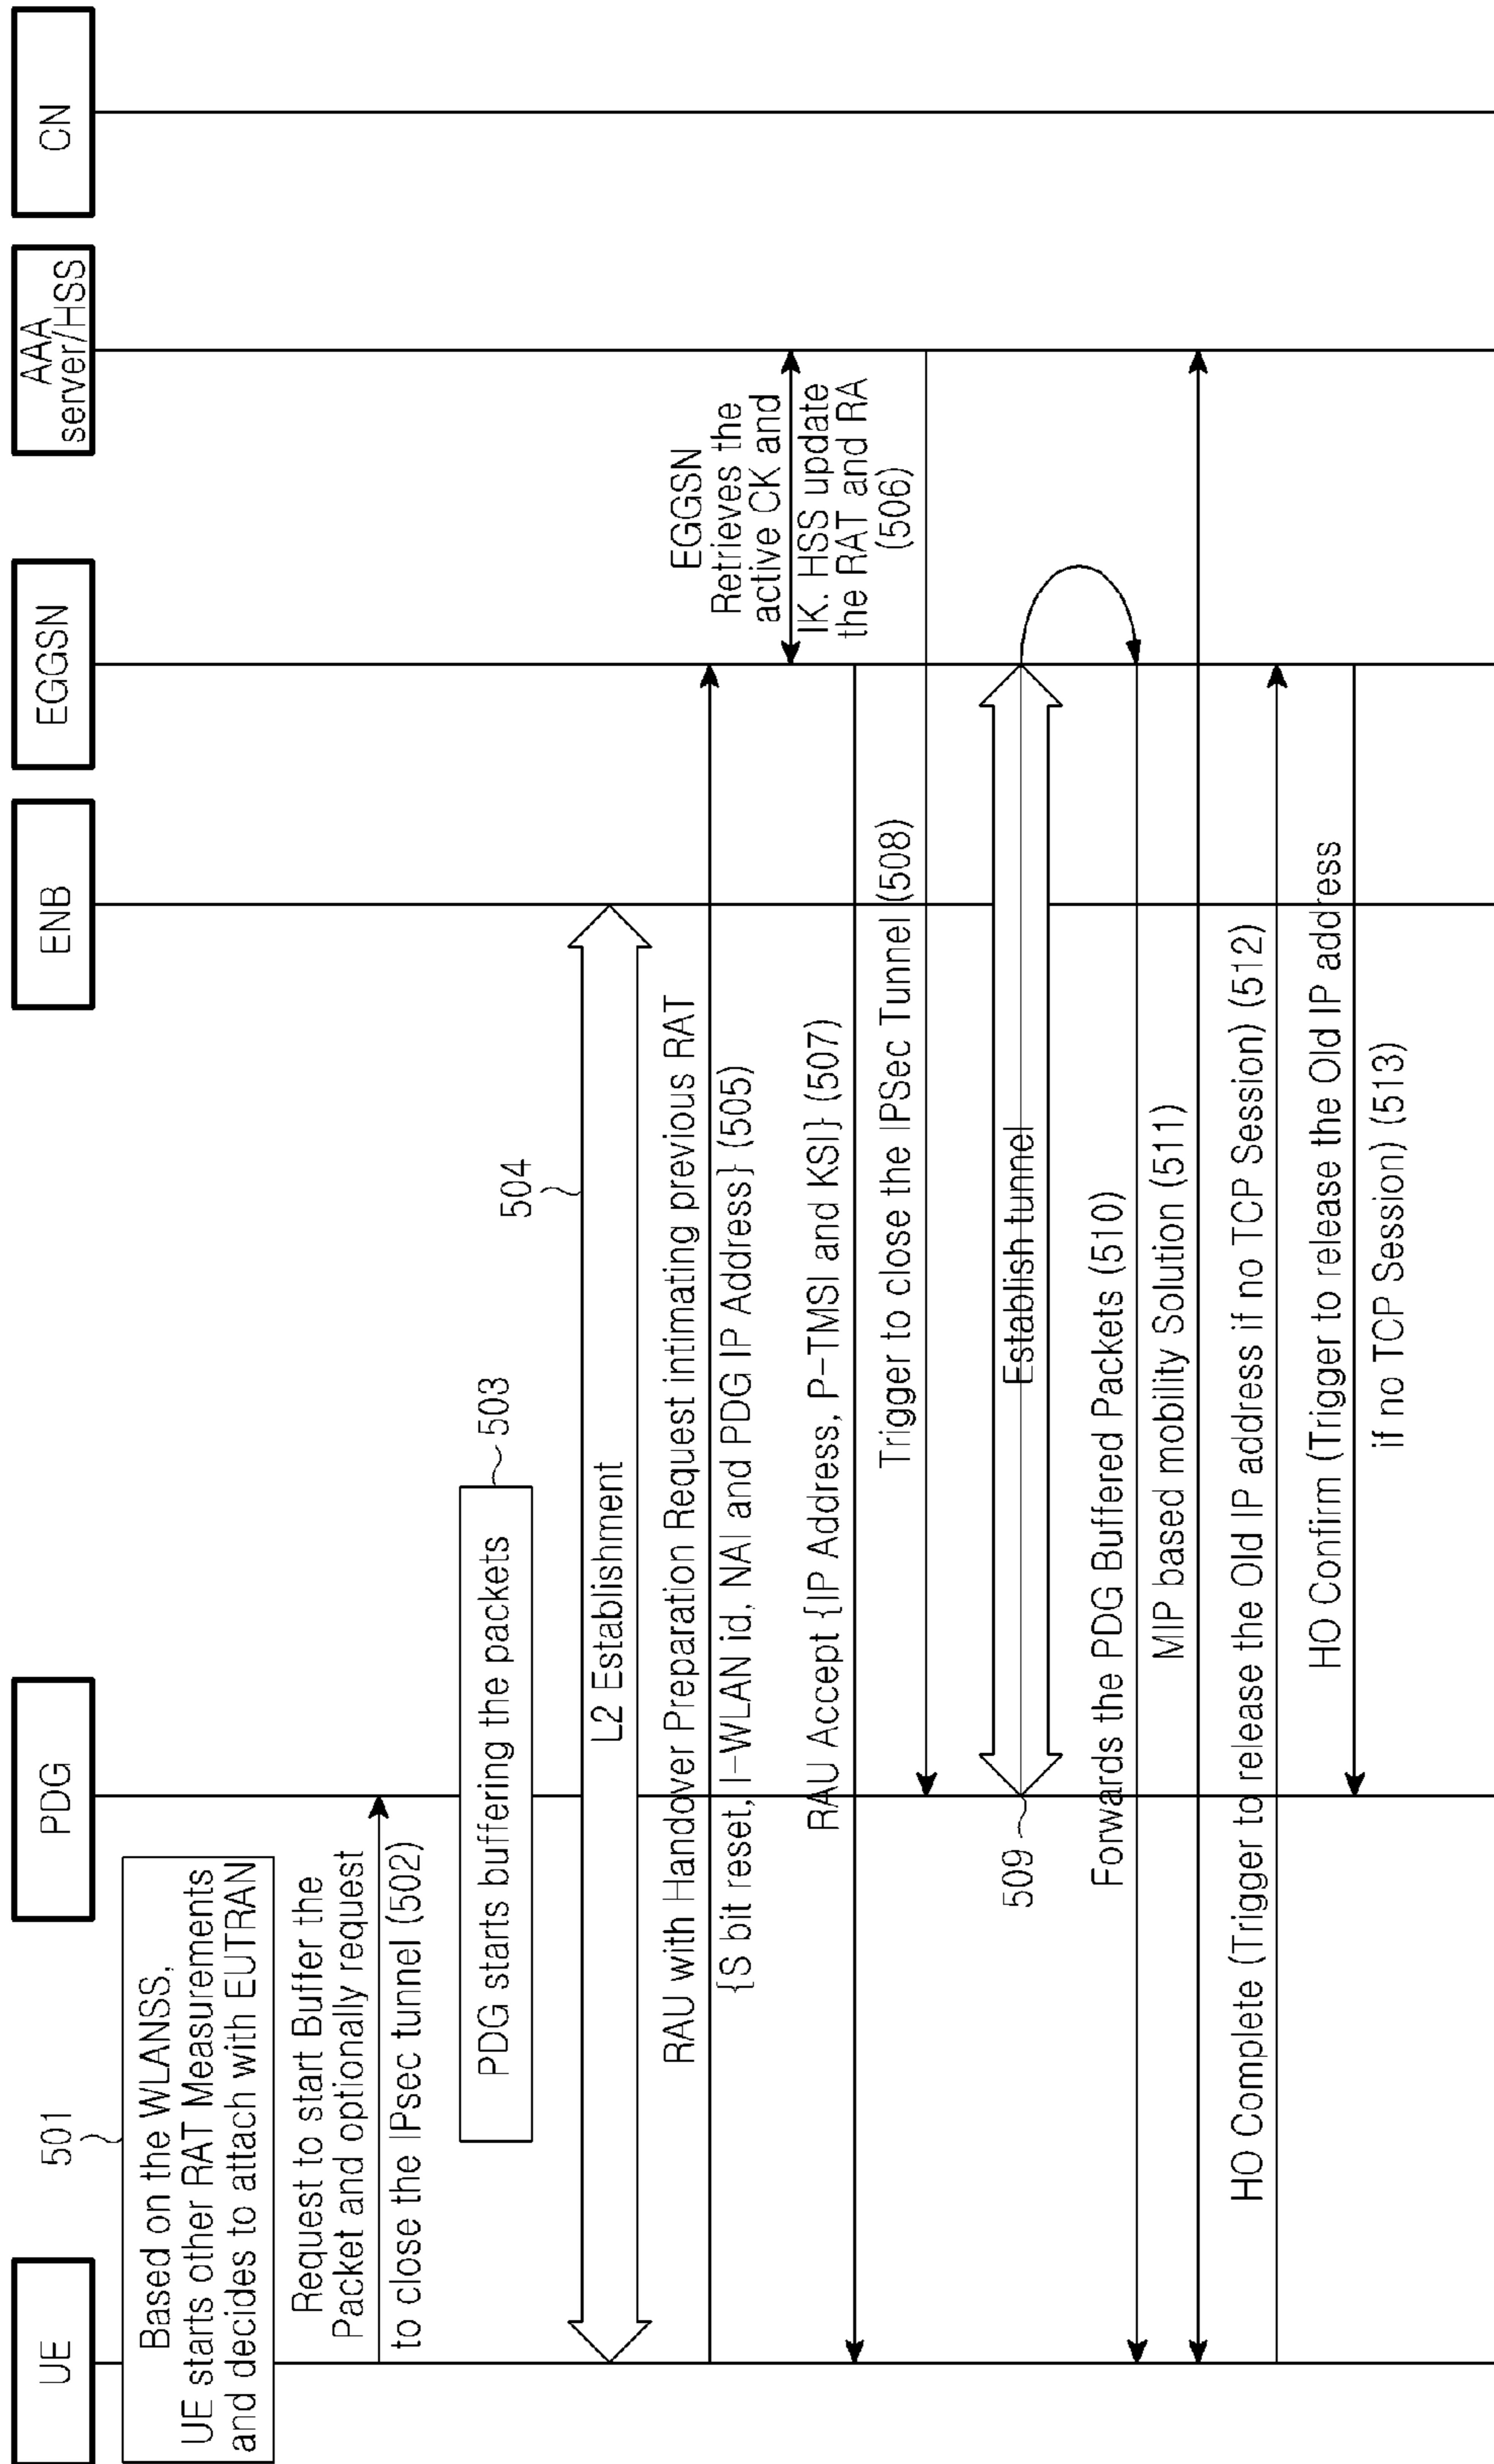 UE
PDG
ENB
EGGSN
AAA
server/HSS
CN
501
Based on the WLANSS,
UE starts other RAT Measurements
and decides to attach with EUTRAN
Request to start Buffer the
Packet and optionally request
to close the IPsec tunnel (502)
PDG starts buffering the packets
503
504
L2 Establishment
RAU with Handover Preparation Request intimating previous RAT
{S bit reset, I-WLAN id, NAI and PDG IP Address} (505)
EGGSN
Retrieves the
active CK and
IK. HSS update
the RAT and RA
(506)
RAU Accept {IP Address, P-TMSI and KSI} (507)
Trigger to close the IPSec Tunnel (508)
Establish tunnel
509
Forwards the PDG Buffered Packets (510)
MIP based mobility Solution (511)
HO Complete (Trigger to release the Old IP address if no TCP Session) (512)
HO Confirm (Trigger to release the Old IP address
if no TCP Session) (513)